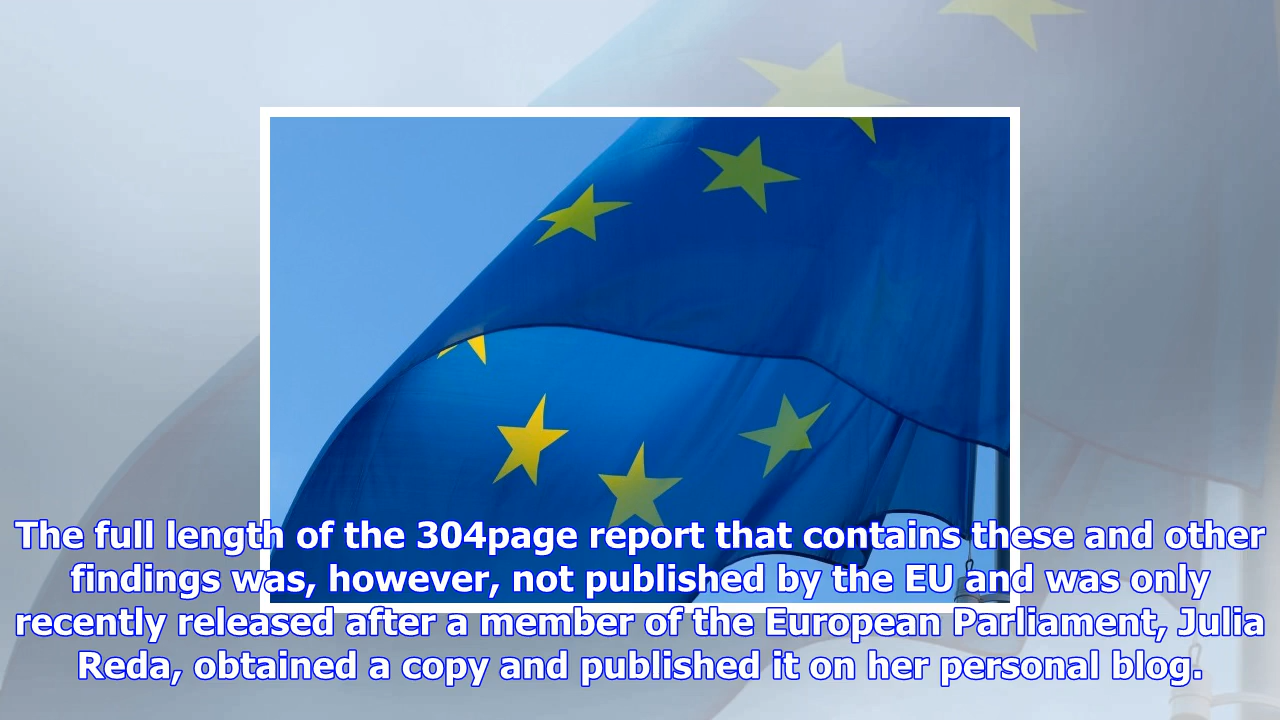 The full length of the 304page report that contains these and other
findings was, however, not published by the EU and was only
recently released after a member of the European Parliament, Julia
Reda, obtained a copy and published it on her personal blog.